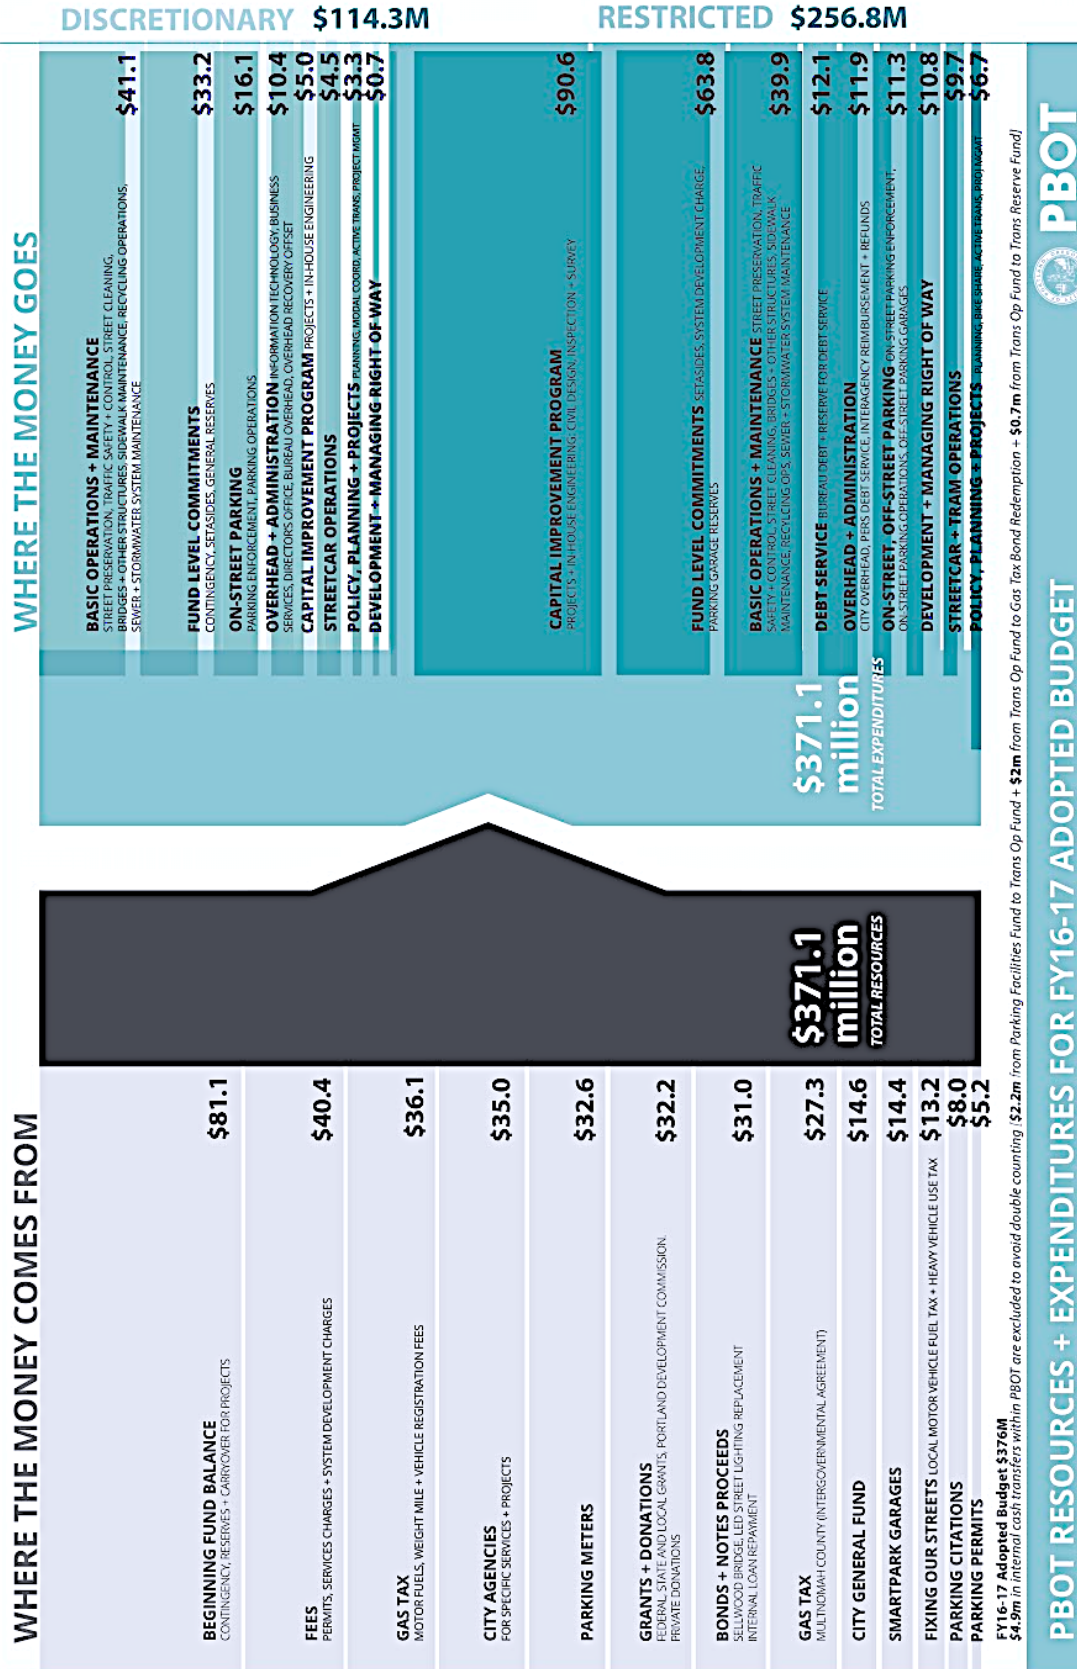 WHERE THE MONEY COMES FROM
BEGINNING FUND BALANCE
CONTINGENCY, RESERVES + CARRYOVER FOR PROJECTS
$81.1
FEES
PERMITS, SERVICES CHARGES + SYSTEM DEVELOPMENT CHARGES
$40.4
GAS TAX
MOTOR FUELS, WEIGHT MILE + VEHICLE REGISTRATION FEES
$36.1
CITY AGENCIES
FOR SPECIFIC SERVICES + PROJECTS
$35.0
PARKING METERS
$32.6
GRANTS + DONATIONS
FEDERAL, STATE AND LOCAL GRANTS, PORTLAND DEVELOPMENT COMMISSION,
PRIVATE DONATIONS
$32.2
BONDS + NOTES PROCEEDS
SELLWOOD BRIDGE, LED STREET LIGHTING REPLACEMENT
INTERNAL LOAN REPAYMENT
$31.0
GAS TAX
MULTNOMAH COUNTY (INTERGOVERNMENTAL AGREEMENT)
$27.3
CITY GENERAL FUND
$14.6
SMARTPARK GARAGES
$14.4
FIXING OUR STREETS LOCAL MOTOR VEHICLE FUEL TAX + HEAVY VEHICLE USE TAX
$13.2
PARKING CITATIONS
$8.0
PARKING PERMITS
$5.2
$371.1
million
TOTAL RESOURCES
WHERE THE MONEY GOES
$371.1
million
TOTAL EXPENDITURES
DISCRETIONARY $114.3M
BASIC OPERATIONS + MAINTENANCE
STREET PRESERVATION, TRAFFIC SAFETY + CONTROL, STREET CLEANING,
BRIDGES + OTHER STRUCTURES, SIDEWALK MAINTENANCE, RECYCLING OPERATIONS,
SEWER + STORMWATER SYSTEM MAINTENANCE
$41.1
FUND LEVEL COMMITMENTS
CONTINGENCY, SETASIDES, GENERAL RESERVES
$33.2
ON-STREET PARKING
PARKING ENFORCEMENT, PARKING OPERATIONS
$16.1
OVERHEAD + ADMINISTRATION INFORMATION TECHNOLOGY, BUSINESS
SERVICES, DIRECTORS OFFICE, BUREAU OVERHEAD, OVERHEAD RECOVERY OFFSET
$10.4
CAPITAL IMPROVEMENT PROGRAM PROJECTS + IN-HOUSE ENGINEERING
$5.0
STREETCAR OPERATIONS
$4.5
POLICY, PLANNING + PROJECTS PLANNING, MODAL COORD, ACTIVE TRANS, PROJECT MGMT
$3.3
DEVELOPMENT + MANAGING RIGHT OF WAY
$0.7
RESTRICTED $256.8M
CAPITAL IMPROVEMENT PROGRAM
PROJECTS + IN-HOUSE ENGINEERING: CIVIL DESIGN, INSPECTION + SURVEY
$90.6
FUND LEVEL COMMITMENTS SETASIDES, SYSTEM DEVELOPMENT CHARGE,
PARKING GARAGE RESERVES
$63.8
BASIC OPERATIONS + MAINTENANCE STREET PRESERVATION, TRAFFIC
SAFETY + CONTROL, STREET CLEANING, BRIDGES + OTHER STRUCTURES, SIDEWALK
MAINTENANCE, RECYLCING OPS, SEWER + STORMWATER SYSTEM MAINTENANCE
$39.9
DEBT SERVICE BUREAU DEBT + RESERVE FOR DEBT SERVICE
$12.1
OVERHEAD + ADMINISTRATION
CITY OVERHEAD, PERS DEBT SERVICE, INTERAGENCY REIMBURSEMENT + REFUNDS
$11.9
ON-STREET, OFF-STREET PARKING ON-STREET PARKING ENFORCEMENT,
ON-STREET PARKING OPERATIONS, OFF-STREET PARKING GARAGES
$11.3
DEVELOPMENT + MANAGING RIGHT OF WAY
$10.8
STREETCAR + TRAM OPERATIONS
$9.7
POLICY, PLANNING + PROJECTS PLANNING, BIKE SHARE, ACTIVE TRANS, PROJ MGMT
$6.7
FY16-17 Adopted Budget $376M
$4.9m in internal cash transfers within PBOT are excluded to avoid double counting [$2.2m from Parking Facilities Fund to Trans Op Fund + $2m from Trans Op Fund to Gas Tax Bond Redemption + $0.7m from Trans Op Fund to Trans Reserve Fund]
PBOT RESOURCES + EXPENDITURES FOR FY16-17 ADOPTED BUDGET
PBOT